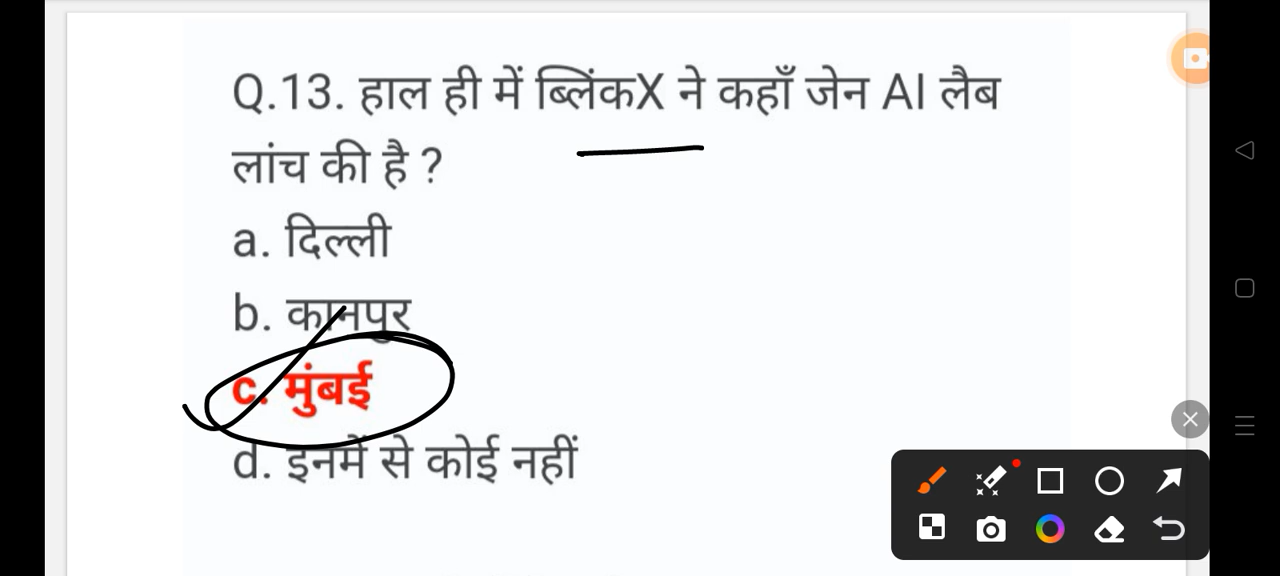 Q.13. हाल ही में ब्लिंकX ने कहाँ जेन AI लैब
लांच की है ?
a. दिल्ली
b. कानपुर
c. मुंबई
d. इनमें से कोई नहीं